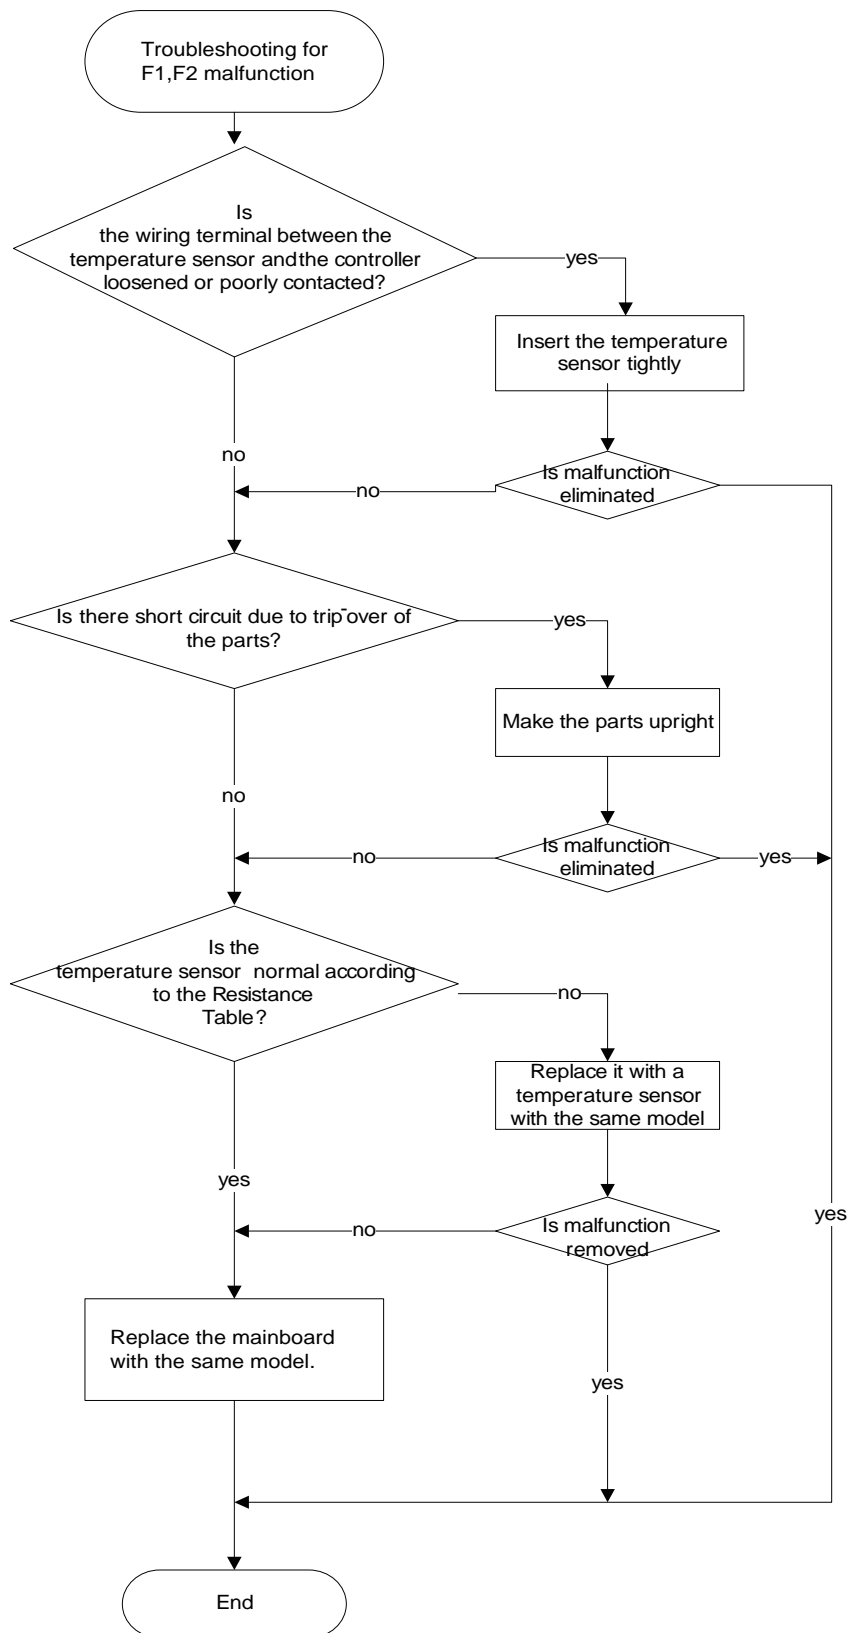 Troubleshooting for
F1,F2 malfunction
Is
the wiring terminal between the
temperature sensor and the controller
loosened or poorly contacted?
yes
Insert the temperature
sensor tightly
no
Is malfunction
eliminated
no
Is there short circuit due to trip-over of
the parts?
yes
Make the parts upright
no
Is malfunction
eliminated
no
yes
Is the
temperature sensor normal according
to the Resistance
Table?
no
Replace it with a
temperature sensor
with the same model
yes
Is malfunction
removed
no
yes
Replace the mainboard
with the same model.
yes
End